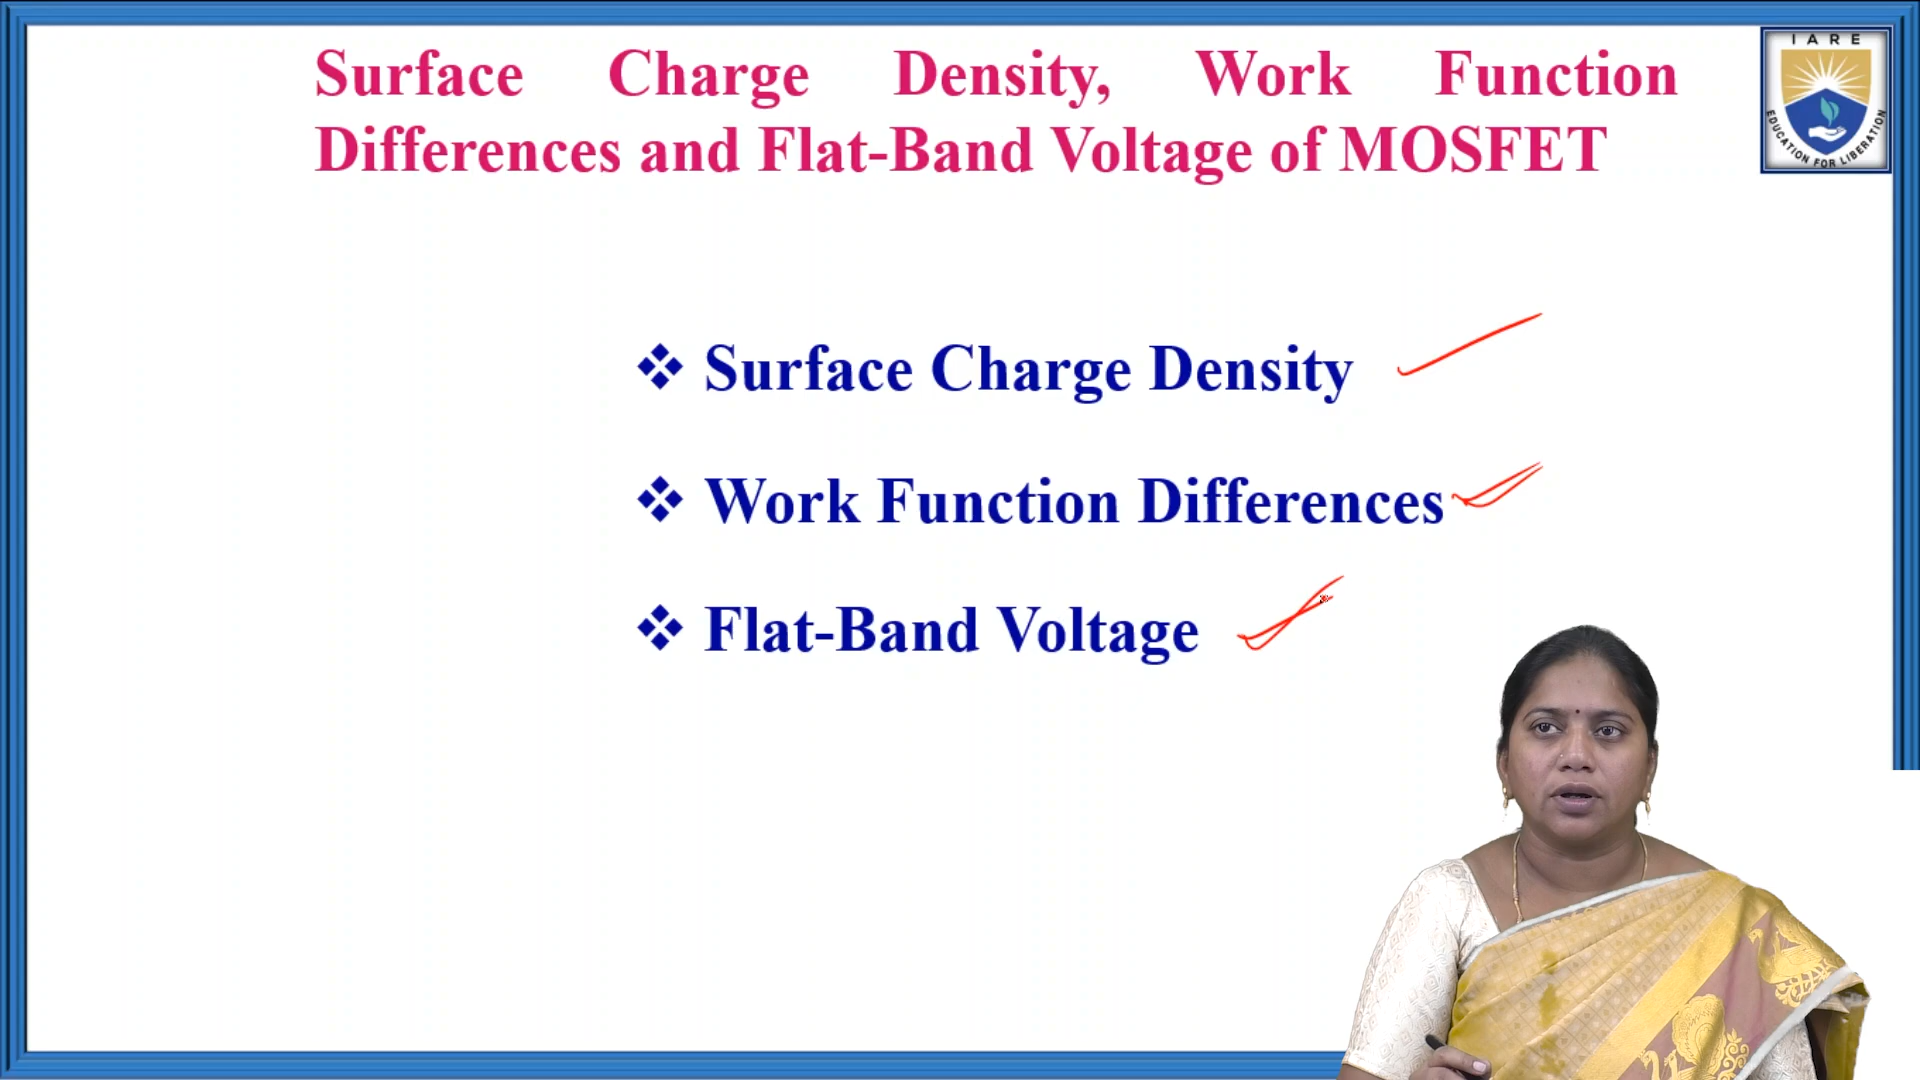 Surface Charge Density, Work Function
Differences and Flat-Band Voltage of MOSFET
I A R E
EDUCATION FOR LIBERATION
❖ Surface Charge Density
❖ Work Function Differences
❖ Flat-Band Voltage